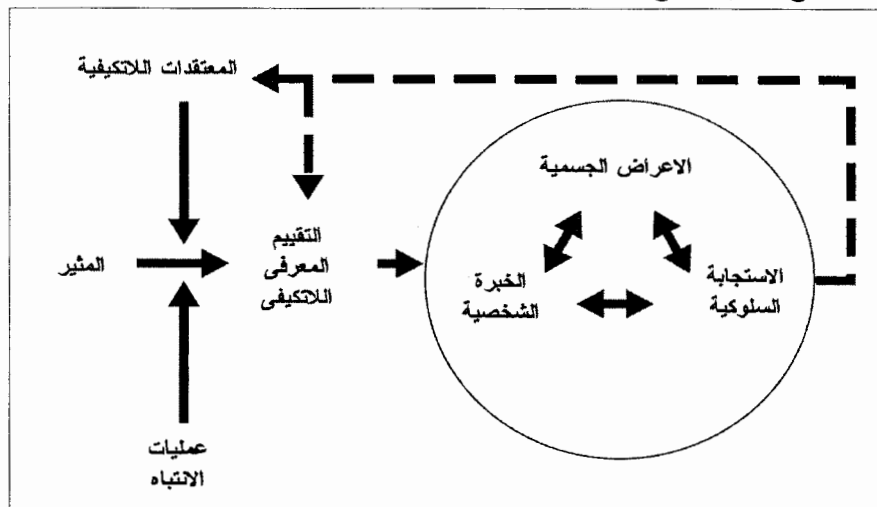 المعتقدات اللاتكيفية
الاعراض الجسمية
المثير
التقييم
المعرفى
اللاتكيفى
الخبرة
الشخصية
الاستجابة
السلوكية
عمليات
الانتباه